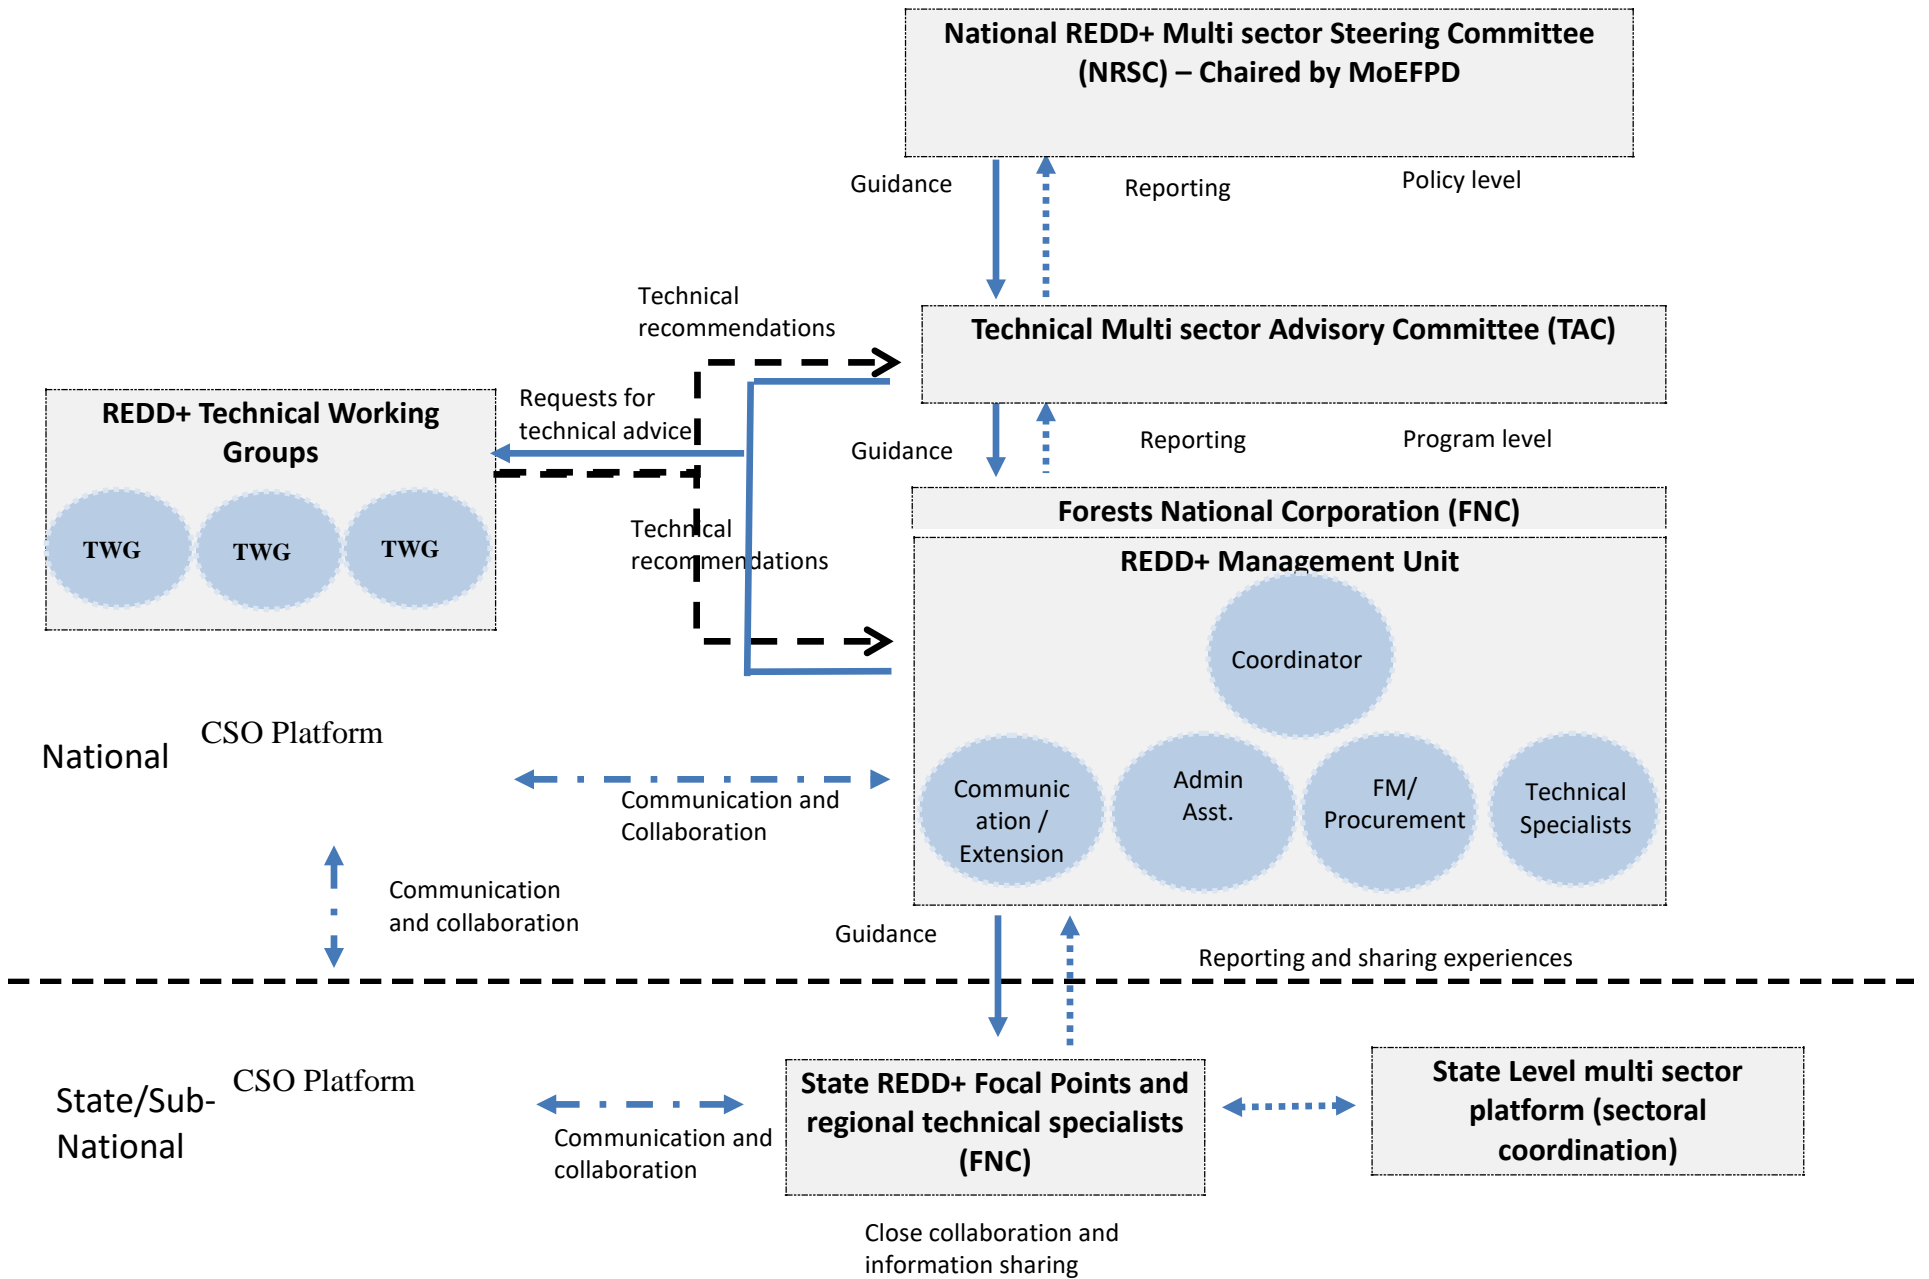 National REDD+ Multi sector Steering Committee
(NRSC) – Chaired by MoEFPD
Guidance
Reporting
Policy level
Technical
recommendations
Technical Multi sector Advisory Committee (TAC)
REDD+ Technical Working
Groups
Requests for
technical advice
Guidance
Reporting
Program level
TWG
TWG
TWG
Technical
recommendations
Forests National Corporation (FNC)
REDD+ Management Unit
Coordinator
Communic
ation /
Extension
Admin
Asst.
FM/
Procurement
Technical
Specialists
National
CSO Platform
Communication and
Collaboration
Communication
and collaboration
Guidance
Reporting and sharing experiences
State/Sub-
National
CSO Platform
Communication and
collaboration
State REDD+ Focal Points and
regional technical specialists
(FNC)
State Level multi sector
platform (sectoral
coordination)
Close collaboration and
information sharing